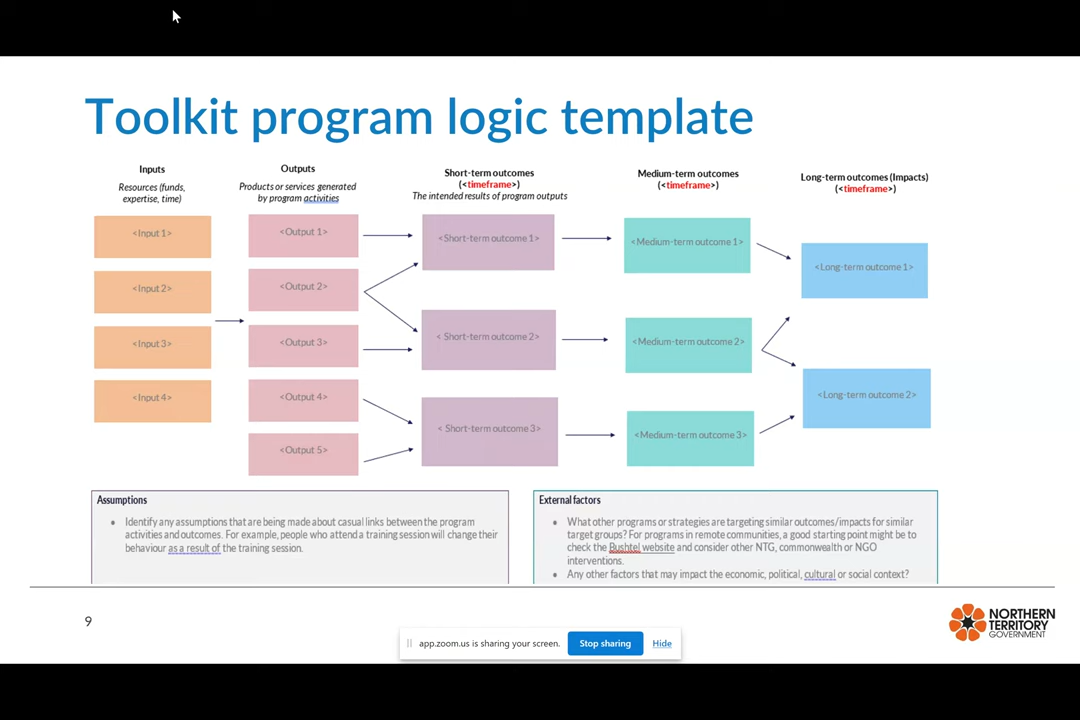 Toolkit program logic template
Inputs
Resources (funds,
expertise, time)
Outputs
Products or services generated
by program activities
Short-term outcomes
(<timeframe>)
The intended results of program outputs
Medium-term outcomes
(<timeframe>)
Long-term outcomes (Impacts)
(<timeframe>)
<Input 1>
<Input 2>
<Input 3>
<Input 4>
<Output 1>
<Output 2>
<Output 3>
<Output 4>
<Output 5>
<Short-term outcome 1>
< Short-term outcome 2>
< Short-term outcome 3>
<Medium-term outcome 1>
<Medium-term outcome 2>
<Medium-term outcome 3>
<Long-term outcome 1>
<Long-term outcome 2>
Assumptions
• Identify any assumptions that are being made about casual links between the program
activities and outcomes. For example, people who attend a training session will change their
behaviour as a result of the training session.
External factors
• What other programs or strategies are targeting similar outcomes/impacts for similar
target groups? For programs in remote communities, a good starting point might be to
check the Bushtel website and consider other NTG, commonwealth or NGO
interventions.
• Any other factors that may impact the economic, political, cultural or social context?
9
NORTHERN
TERRITORY
GOVERNMENT
app.zoom.us is sharing your screen.
Stop sharing
Hide